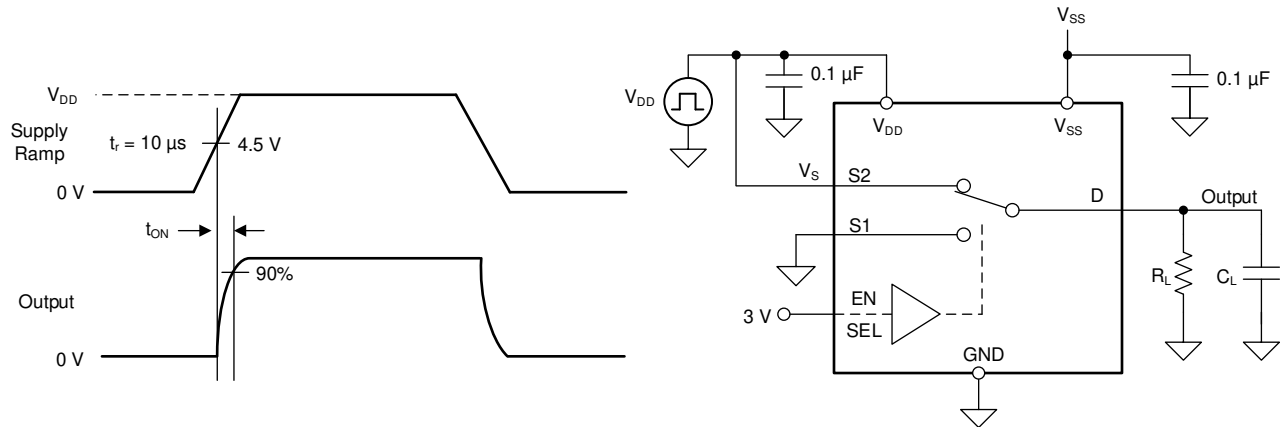 V_DD
Supply
Ramp
t_r = 10 µs
4.5 V
0 V
t_ON
90%
Output
0 V
V_SS
0.1 µF
0.1 µF
V_DD
V_DD
V_SS
V_S
S2
D
Output
S1
R_L
C_L
3 V
EN
SEL
GND